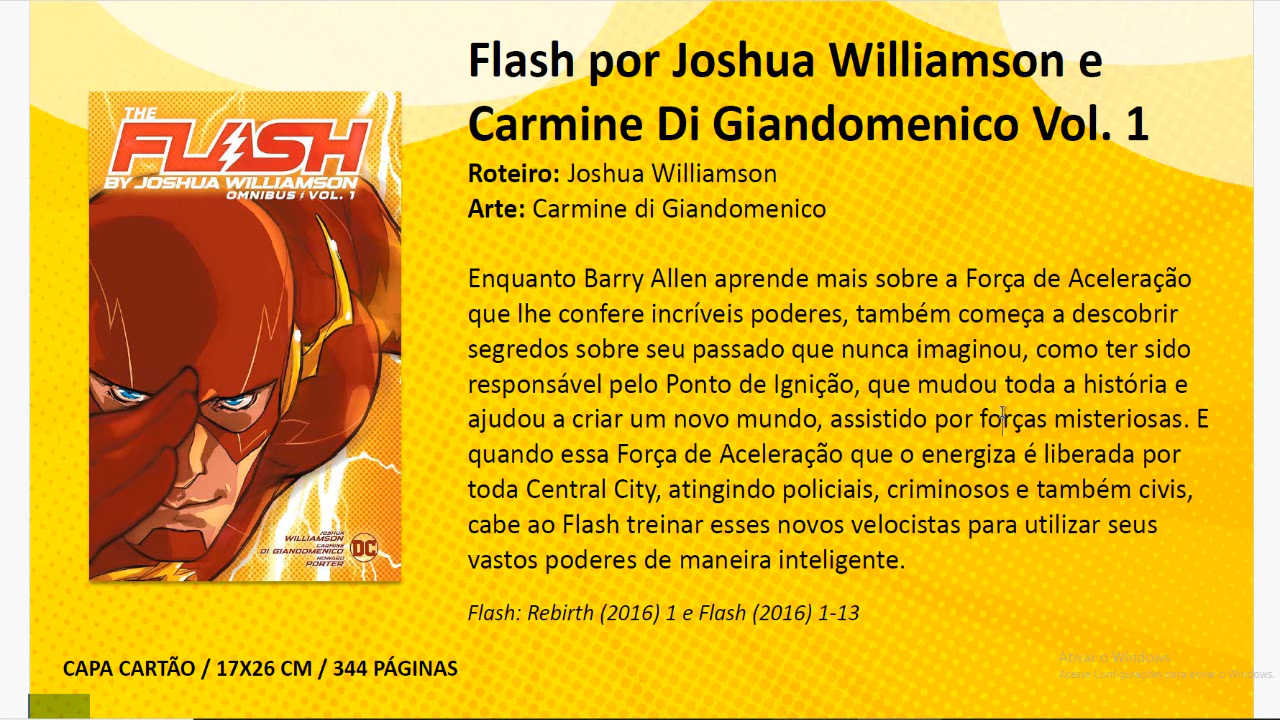 Flash por Joshua Williamson e
Carmine Di Giandomenico Vol. 1
Roteiro: Joshua Williamson
Arte: Carmine di Giandomenico
THE
FLASH
BY JOSHUA WILLIAMSON
OMNIBUS VOL. 1
JOSHUA
WILLIAMSON
CARMINE
DI GIANDOMENICO
HOWARD
PORTER
DC
Enquanto Barry Allen aprende mais sobre a Força de Aceleração
que lhe confere incríveis poderes, também começa a descobrir
segredos sobre seu passado que nunca imaginou, como ter sido
responsável pelo Ponto de Ignição, que mudou toda a história e
ajudou a criar um novo mundo, assistido por forças misteriosas. E
quando essa Força de Aceleração que o energiza é liberada por
toda Central City, atingindo policiais, criminosos e também civis,
cabe ao Flash treinar esses novos velocistas para utilizar seus
vastos poderes de maneira inteligente.
Flash: Rebirth (2016) 1 e Flash (2016) 1-13
CAPA CARTÃO / 17X26 CM / 344 PÁGINAS
Ativar o Windows
Acesse Configurações para ativar o Windows.